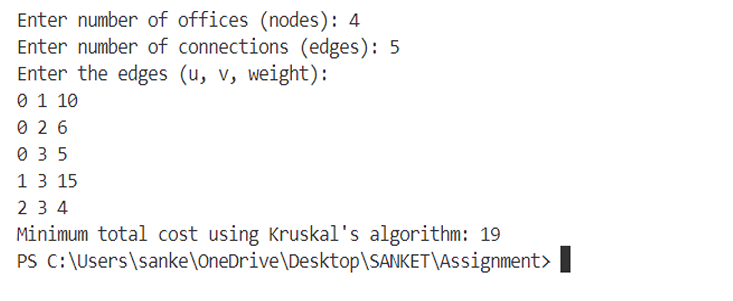 Enter number of offices (nodes): 4
Enter number of connections (edges): 5
Enter the edges (u, v, weight):
0 1 10
0 2 6
0 3 5
1 3 15
2 3 4
Minimum total cost using Kruskal's algorithm: 19
PS C:\Users\sanke\OneDrive\Desktop\SANKET\Assignment>